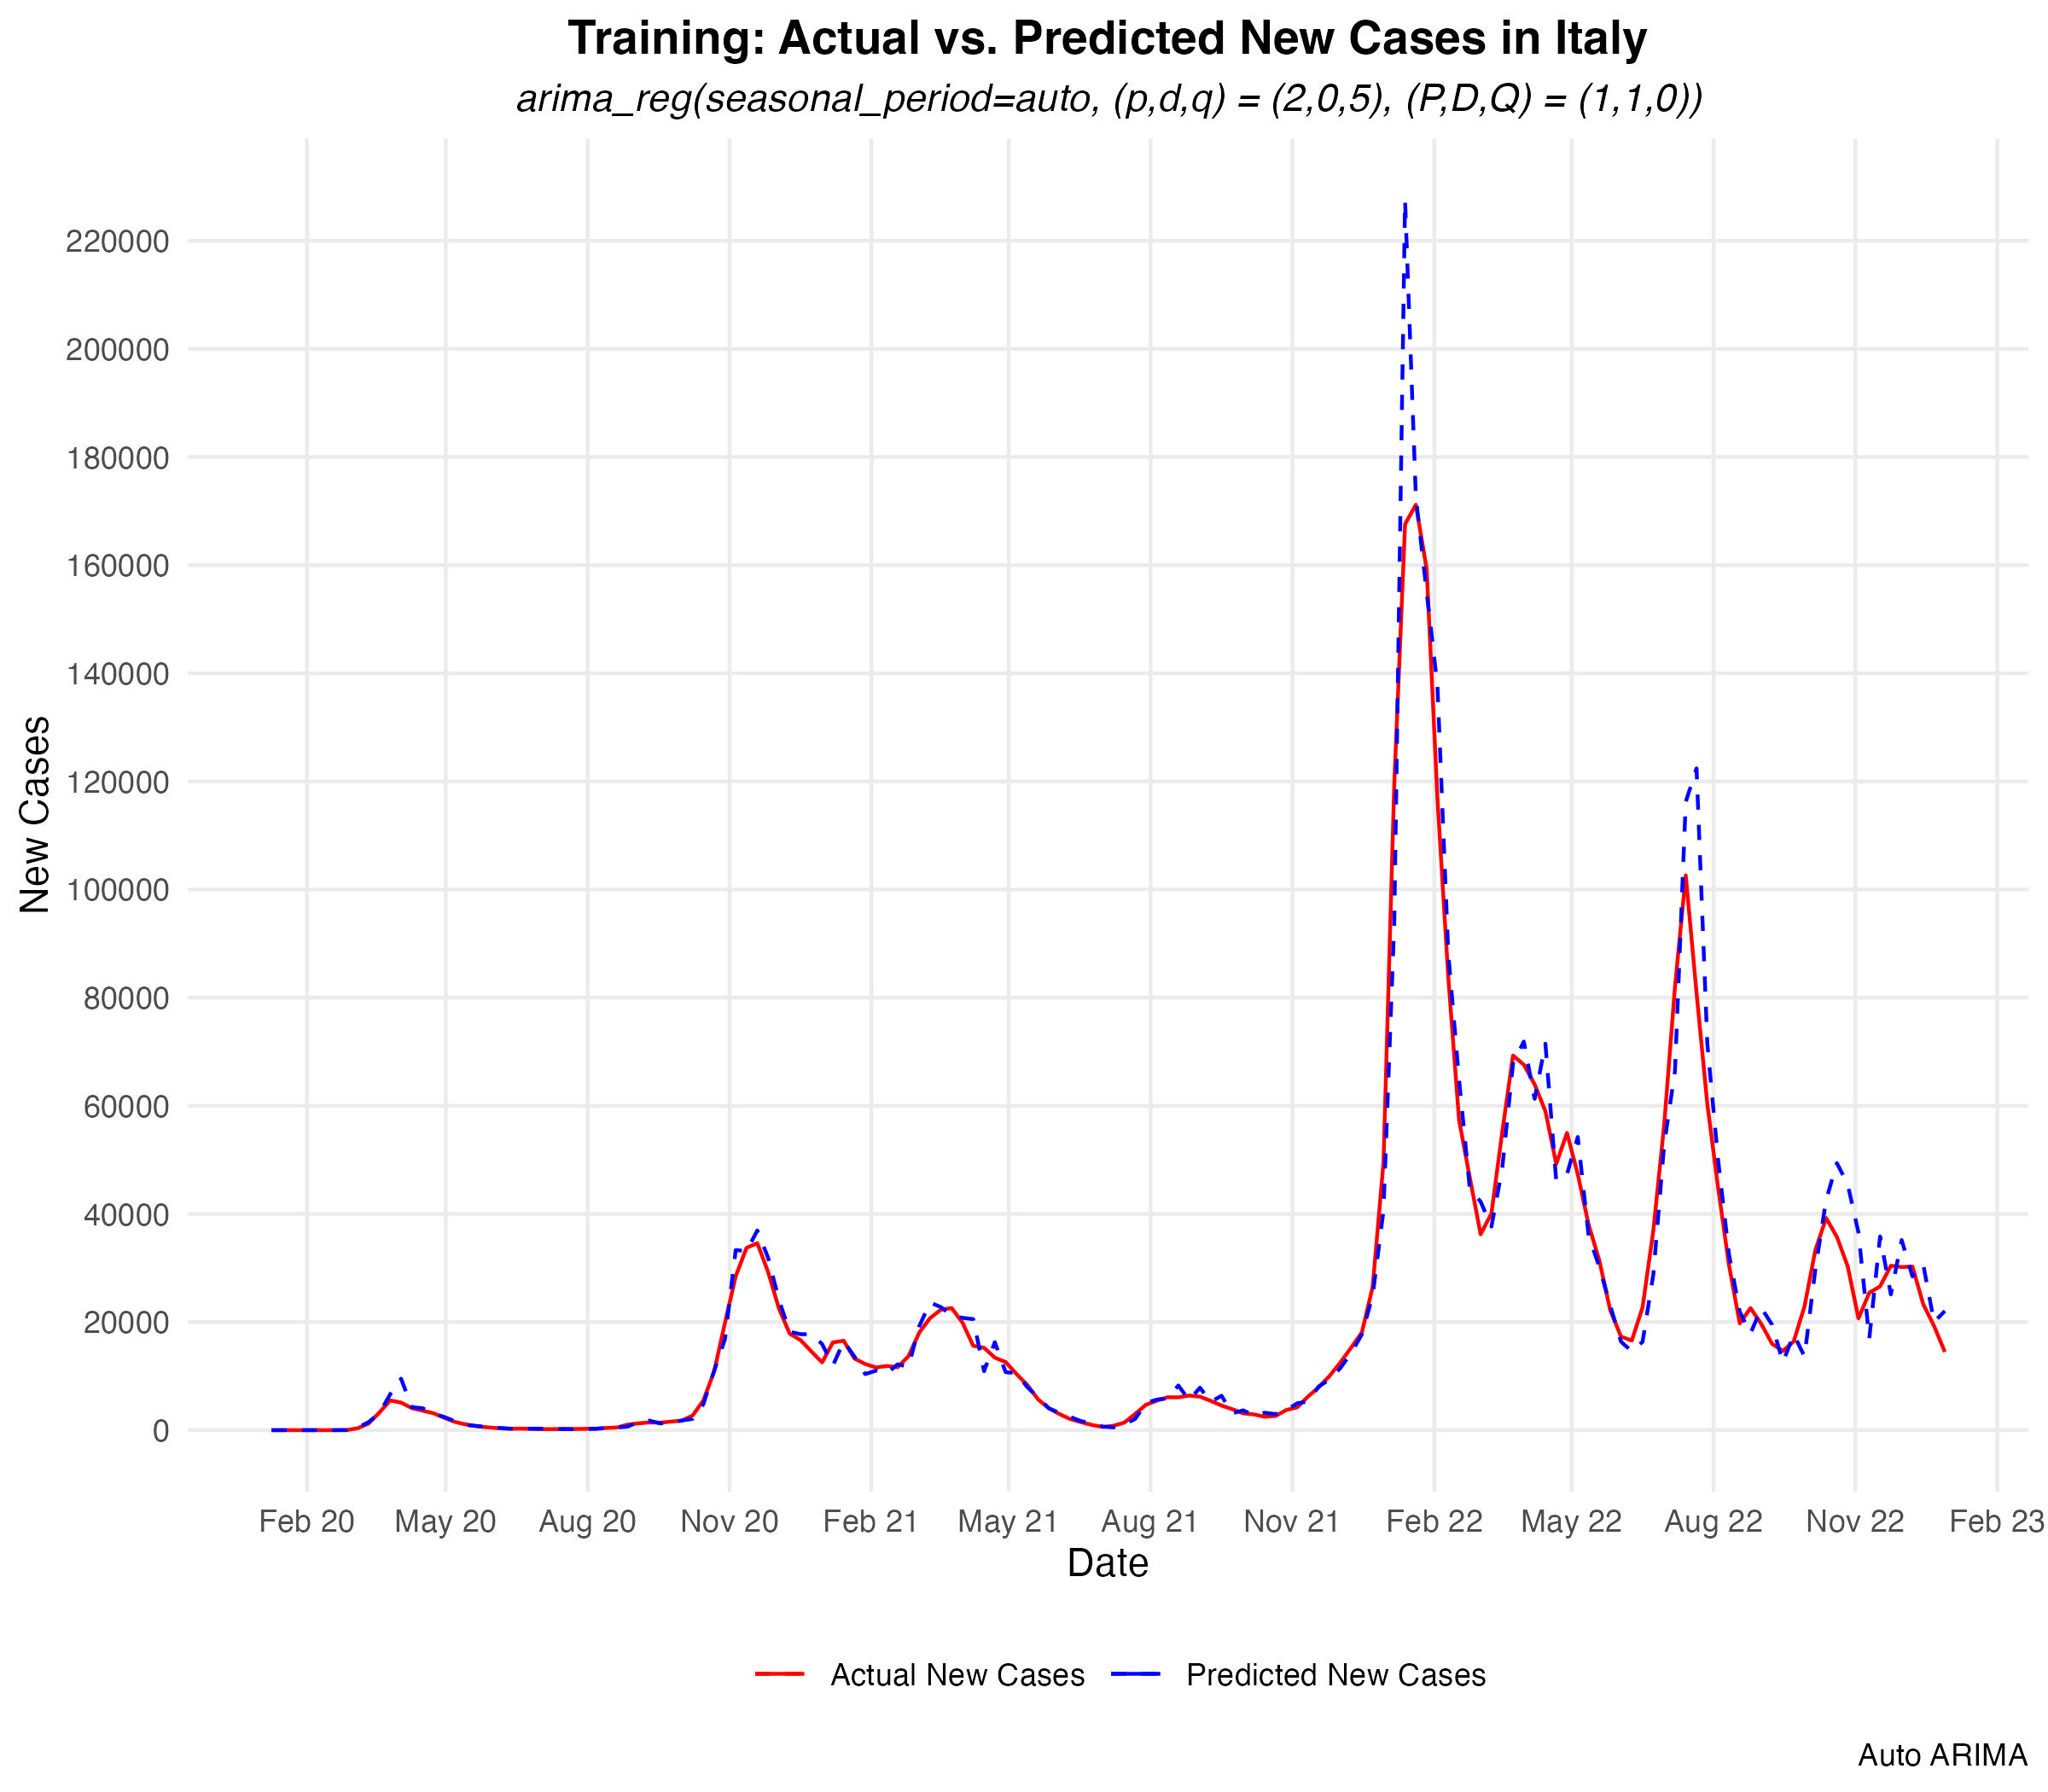 Training: Actual vs. Predicted New Cases in Italy
arima_reg(seasonal_period=auto, (p,d,q) = (2,0,5), (P,D,Q) = (1,1,0))
New Cases
220000
200000
180000
160000
140000
120000
100000
80000
60000
40000
20000
0
Feb 20 May 20 Aug 20 Nov 20 Feb 21 May 21 Aug 21 Nov 21 Feb 22 May 22 Aug 22 Nov 22 Feb 23
Date
Actual New Cases Predicted New Cases
Auto ARIMA